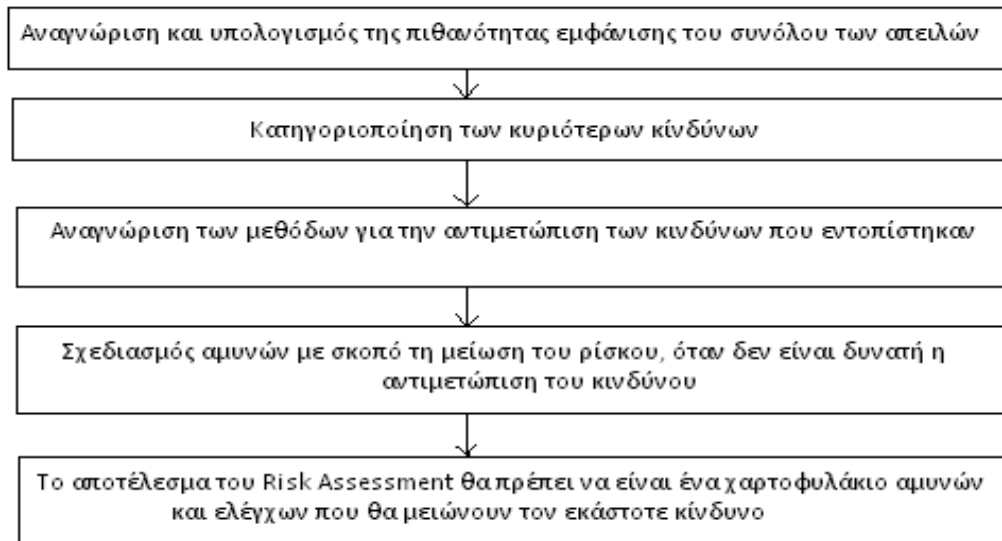 Αναγνώριση και υπολογισμός της πιθανότητας εμφάνισης του συνόλου των απειλών
Κατηγοριοποίηση των κυριότερων κίνδύνων
Αναγνώριση των μεθόδων για την αντιμετώπιση των κινδύνων που εντοπίστηκαν
Σχεδιασμός αμυνών με σκοπό τη μείωση του ρίσκου, όταν δεν είναι δυνατή η
αντιμετώπιση του κινδύνου
Το αποτέλεσμα του Risk Assessment θα πρέπει να είναι ένα χαρτοφυλάκιο αμυνών
και ελέγχων που θα μειώνουν τον εκάστοτε κίνδυνο